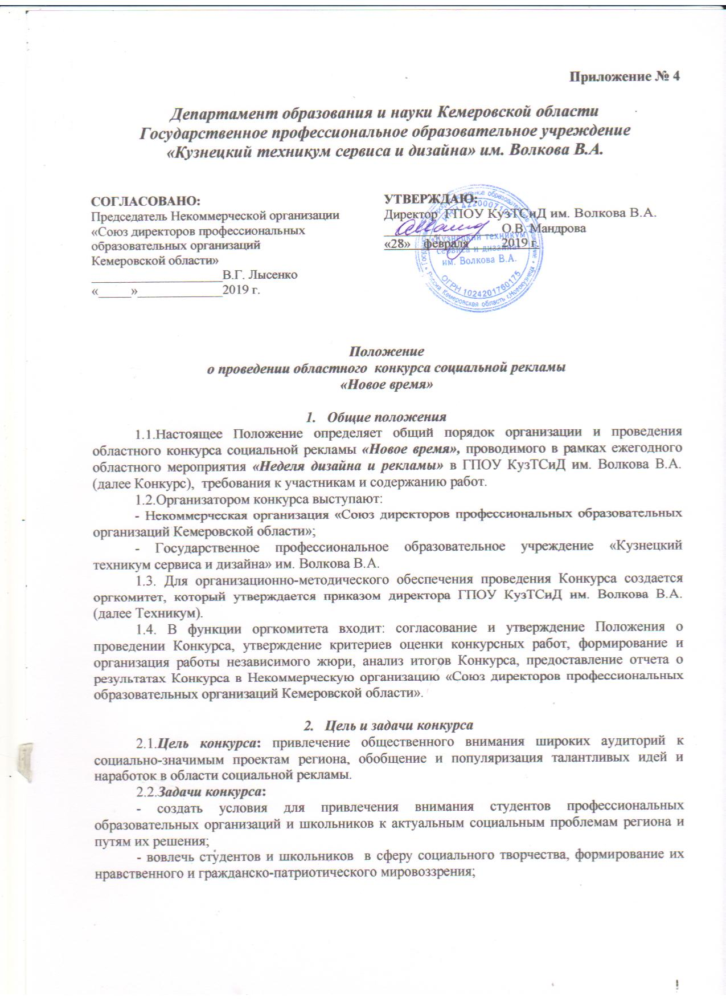 Приложение № 4
Департамент образования и науки Кемеровской области
Государственное профессиональное образовательное учреждение
«Кузнецкий техникум сервиса и дизайна» им. Волкова В.А.
СОГЛАСОВАНО:
Председатель Некоммерческой организации
«Союз директоров профессиональных
образовательных организаций
Кемеровской области»
____________________В.Г. Лысенко
«_____»_____________2019 г.
УТВЕРЖДАЮ:
Директор ГПОУ КузТСиД им. Волкова В.А.
__________________ О.В. Мандрова
«28» февраля 2019 г.
«Кузнецкий техникум
сервиса и дизайна»
им. Волкова В.А.
ОГРН 1024201760175
Россия Кемеровская область г.Новокузнецк
Положение
о проведении областного конкурса социальной рекламы
«Новое время»
1. Общие положения
1.1.Настоящее Положение определяет общий порядок организации и проведения
областного конкурса социальной рекламы «Новое время», проводимого в рамках ежегодного
областного мероприятия «Неделя дизайна и рекламы» в ГПОУ КузТСиД им. Волкова В.А.
(далее Конкурс), требования к участникам и содержанию работ.
1.2.Организатором конкурса выступают:
- Некоммерческая организация «Союз директоров профессиональных образовательных
организаций Кемеровской области»;
- Государственное профессиональное образовательное учреждение «Кузнецкий
техникум сервиса и дизайна» им. Волкова В.А.
1.3. Для организационно-методического обеспечения проведения Конкурса создается
оргкомитет, который утверждается приказом директора ГПОУ КузТСиД им. Волкова В.А.
(далее Техникум).
1.4. В функции оргкомитета входит: согласование и утверждение Положения о
проведении Конкурса, утверждение критериев оценки конкурсных работ, формирование и
организация работы независимого жюри, анализ итогов Конкурса, предоставление отчета о
результатах Конкурса в Некоммерческую организацию «Союз директоров профессиональных
образовательных организаций Кемеровской области».
2. Цель и задачи конкурса
2.1.Цель конкурса: привлечение общественного внимания широких аудиторий к
социально-значимым проектам региона, обобщение и популяризация талантливых идей и
наработок в области социальной рекламы.
2.2.Задачи конкурса:
- создать условия для привлечения внимания студентов профессиональных
образовательных организаций и школьников к актуальным социальным проблемам региона и
путям их решения;
- вовлечь студентов и школьников в сферу социального творчества, формирование их
нравственного и гражданско-патриотического мировоззрения;